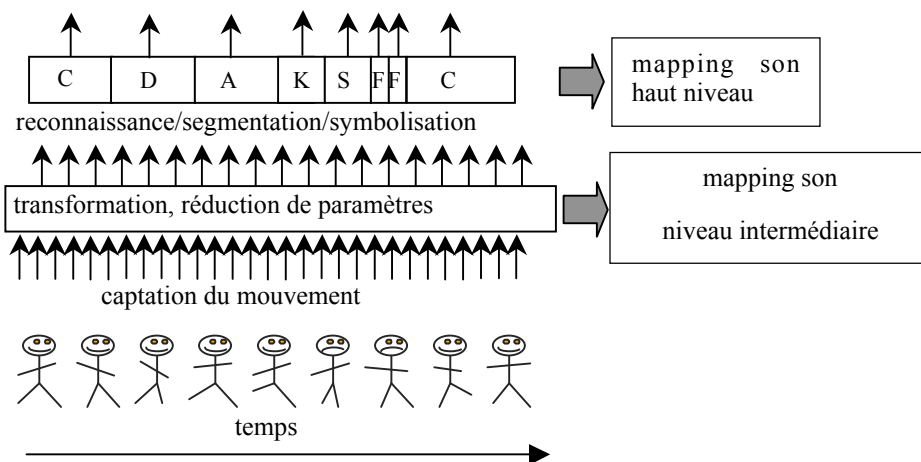 C D A K S F F C
mapping son
haut niveau
reconnaissance/segmentation/symbolisation
transformation, réduction de paramètres
mapping son
niveau intermédiaire
captation du mouvement
temps